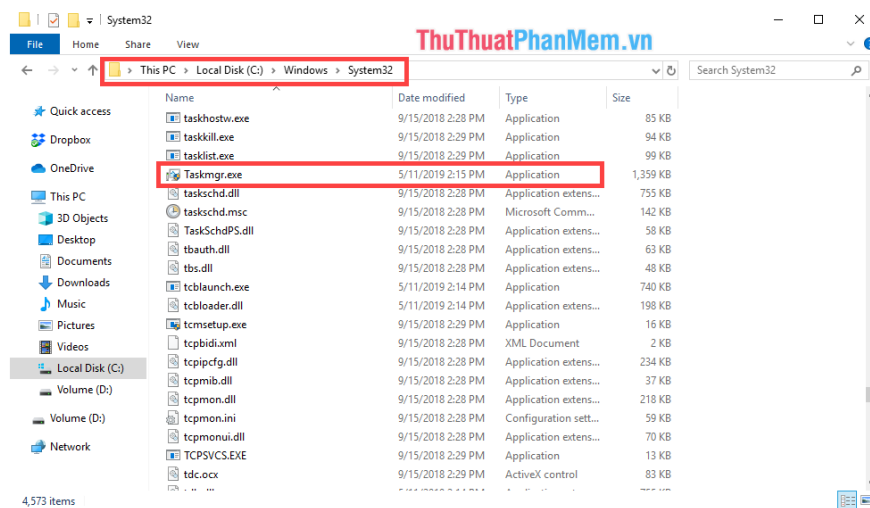 System32
ThuThuatPhanMem.vn
File Home Share View
This PC Local Disk (C:) Windows System32
Search System32
Quick access
Dropbox
OneDrive
This PC
3D Objects
Desktop
Documents
Downloads
Music
Pictures
Videos
Local Disk (C:)
Volume (D:)
Volume (D:)
Network
Name Date modified Type Size
taskhostw.exe 9/15/2018 2:28 PM Application 85 KB
taskkill.exe 9/15/2018 2:29 PM Application 94 KB
tasklist.exe 9/15/2018 2:29 PM Application 99 KB
Taskmgr.exe 5/11/2019 2:15 PM Application 1,359 KB
taskschd.dll 9/15/2018 2:28 PM Application extens... 755 KB
taskschd.msc 9/15/2018 2:28 PM Microsoft Comm... 142 KB
TaskSchdPS.dll 9/15/2018 2:28 PM Application extens... 58 KB
tbauth.dll 9/15/2018 2:28 PM Application extens... 63 KB
tbs.dll 9/15/2018 2:28 PM Application extens... 48 KB
tcblaunch.exe 5/11/2019 2:14 PM Application 740 KB
tcbloader.dll 5/11/2019 2:14 PM Application extens... 198 KB
tcmsetup.exe 9/15/2018 2:29 PM Application 16 KB
tcpbidi.xml 9/15/2018 2:28 PM XML Document 2 KB
tcpipcfg.dll 9/15/2018 2:28 PM Application extens... 234 KB
tcpmib.dll 9/15/2018 2:28 PM Application extens... 37 KB
tcpmon.dll 9/15/2018 2:28 PM Application extens... 218 KB
tcpmon.ini 9/15/2018 2:28 PM Configuration sett... 59 KB
tcpmonui.dll 9/15/2018 2:28 PM Application extens... 70 KB
TCPSVCS.EXE 9/15/2018 2:29 PM Application 13 KB
tdc.ocx 9/15/2018 2:29 PM ActiveX control 83 KB
4,573 items